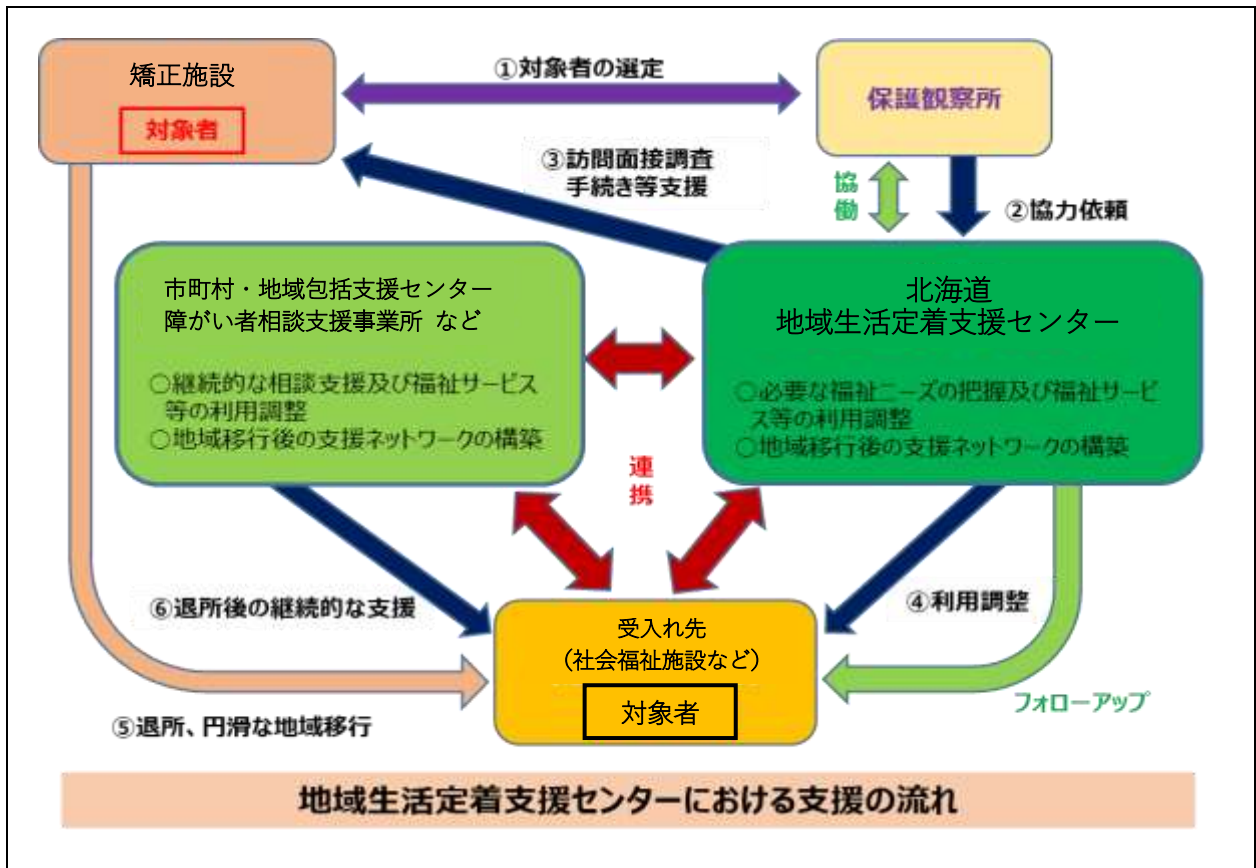 矯正施設
対象者
①対象者の選定
保護観察所
③訪問面接調査
手続き等支援
協
働
②協力依頼
市町村・地域包括支援センター
障がい者相談支援事業所 など
○継続的な相談支援及び福祉サービス
等の利用調整
○地域移行後の支援ネットワークの構築
北海道
地域生活定着支援センター
○必要な福祉ニーズの把握及び福祉サービ
ス等の利用調整
○地域移行後の支援ネットワークの構築
連
携
⑥退所後の継続的な支援
④利用調整
受入れ先
（社会福祉施設など）
対象者
フォローアップ
⑤退所、円滑な地域移行
地域生活定着支援センターにおける支援の流れ